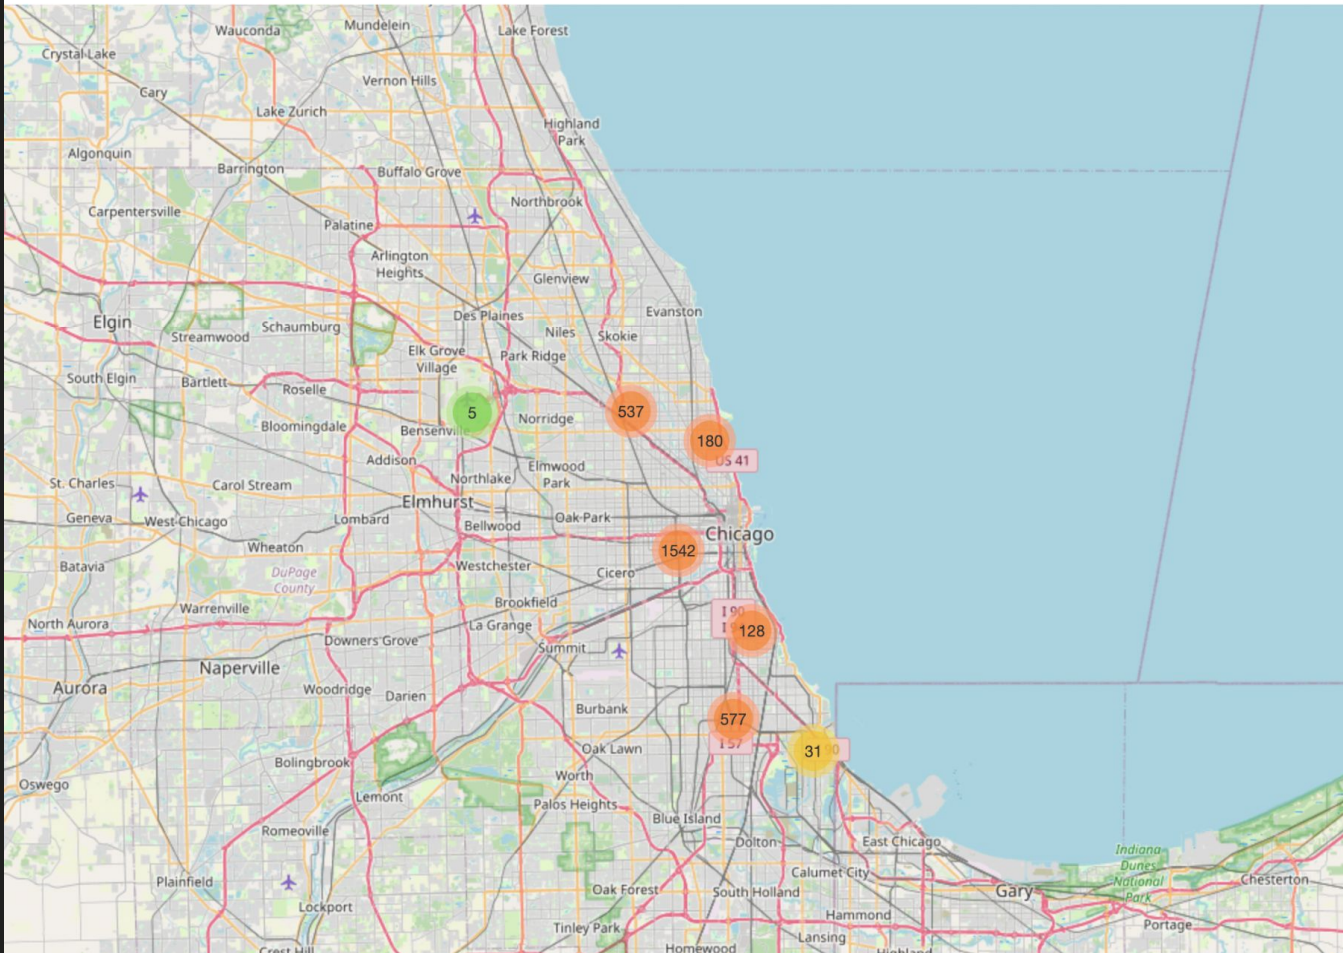 Wauconda
Mundelein
Lake Forest
Crystal Lake
Vernon Hills
Cary
Lake Zurich
Highland
Park
Algonquin
Barrington
Buffalo Grove
Northbrook
Carpentersville
Palatine
Arlington
Heights
Glenview
Evanston
Des Plaines
Elgin
Schaumburg
Niles
Skokie
Streamwood
Elk Grove
Village
Park Ridge
South Elgin
Bartlett
Roselle
5
537
Norridge
Bloomingdale
Bensenville
180
US 41
Addison
Elmwood
Park
Northlake
St. Charles
Carol Stream
Elmhurst
Geneva
West Chicago
Lombard
Bellwood
Oak Park
Chicago
Wheaton
1542
Westchester
Cicero
Batavia
DuPage
County
Brookfield
Warrenville
I 90
128
North Aurora
La Grange
Downers Grove
Summit
Naperville
Aurora
Woodridge
Darien
Burbank
577
I 57
31
90
Oak Lawn
Bolingbrook
Worth
Oswego
Lemont
Palos Heights
Blue Island
Romeoville
Dolton
East Chicago
Indiana
Dunes
National
Park
Calumet City
Plainfield
Oak Forest
South Holland
Gary
Chesterton
Lockport
Hammond
Tinley Park
Lansing
Portage
Crest Hill
Homewood
Highland